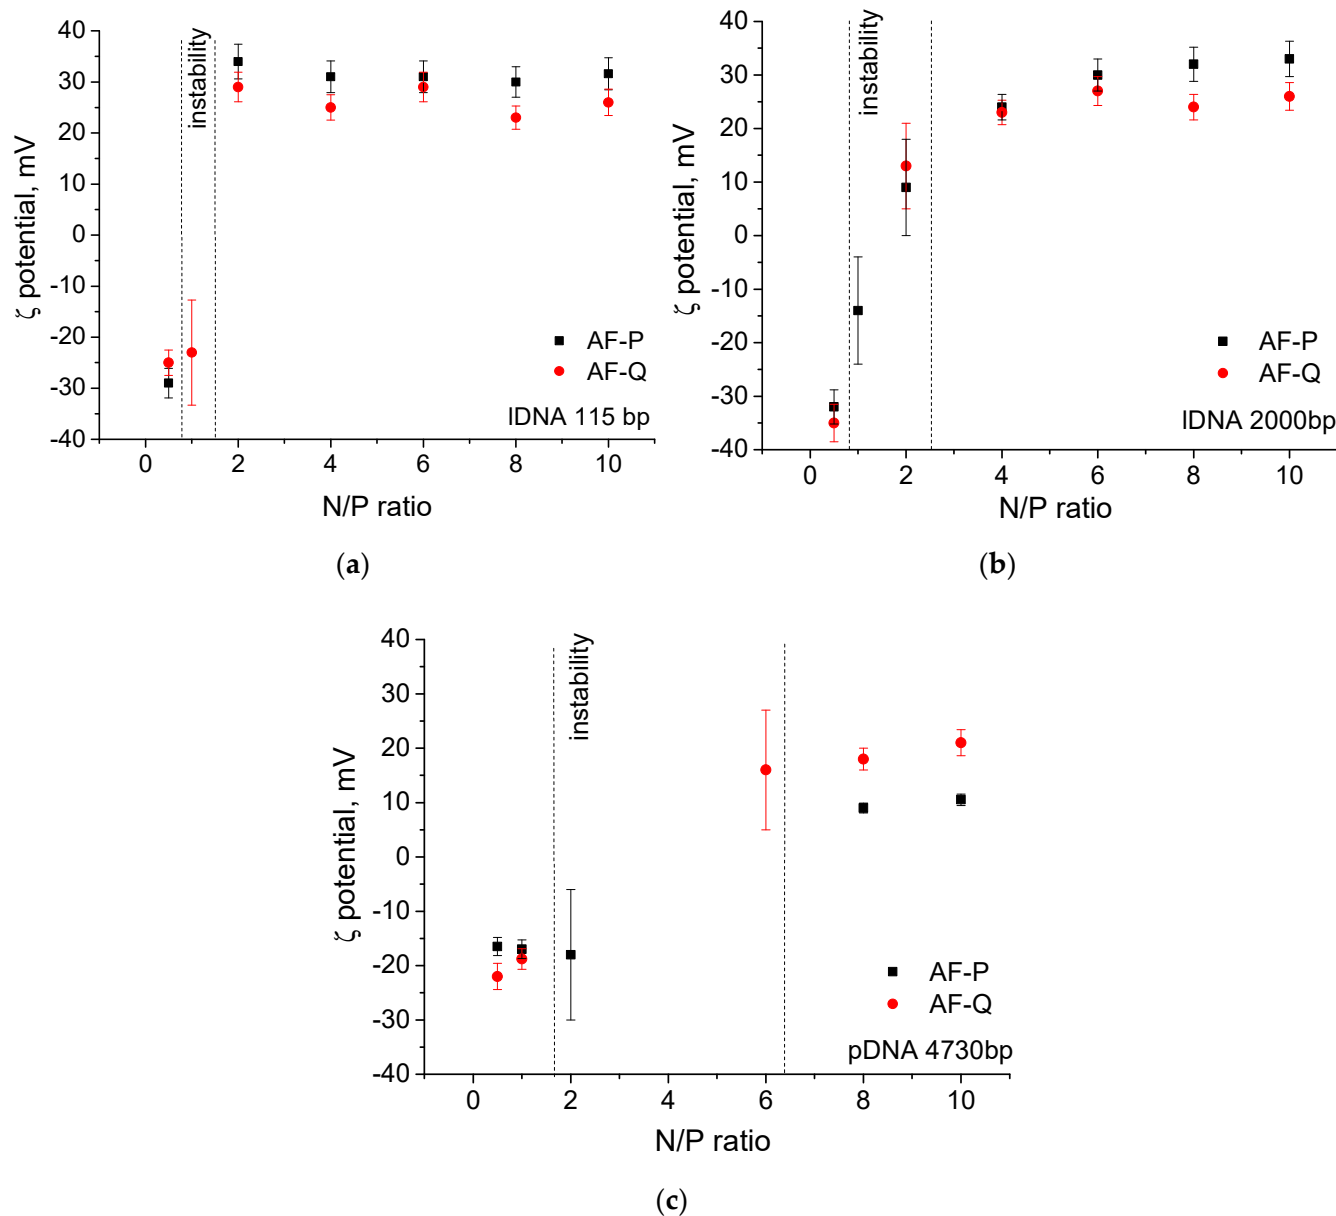 40
30
20
10
0
-10
-20
-30
-40
ζ potential, mV
instability
AF-P
AF-Q
lDNA 115 bp
0 2 4 6 8 10
N/P ratio
(a)
40
30
20
10
0
-10
-20
-30
-40
ζ potential, mV
instability
AF-P
AF-Q
lDNA 2000bp
0 2 4 6 8 10
N/P ratio
(b)
40
30
20
10
0
-10
-20
-30
-40
ζ potential, mV
instability
AF-P
AF-Q
pDNA 4730bp
0 2 4 6 8 10
N/P ratio
(c)